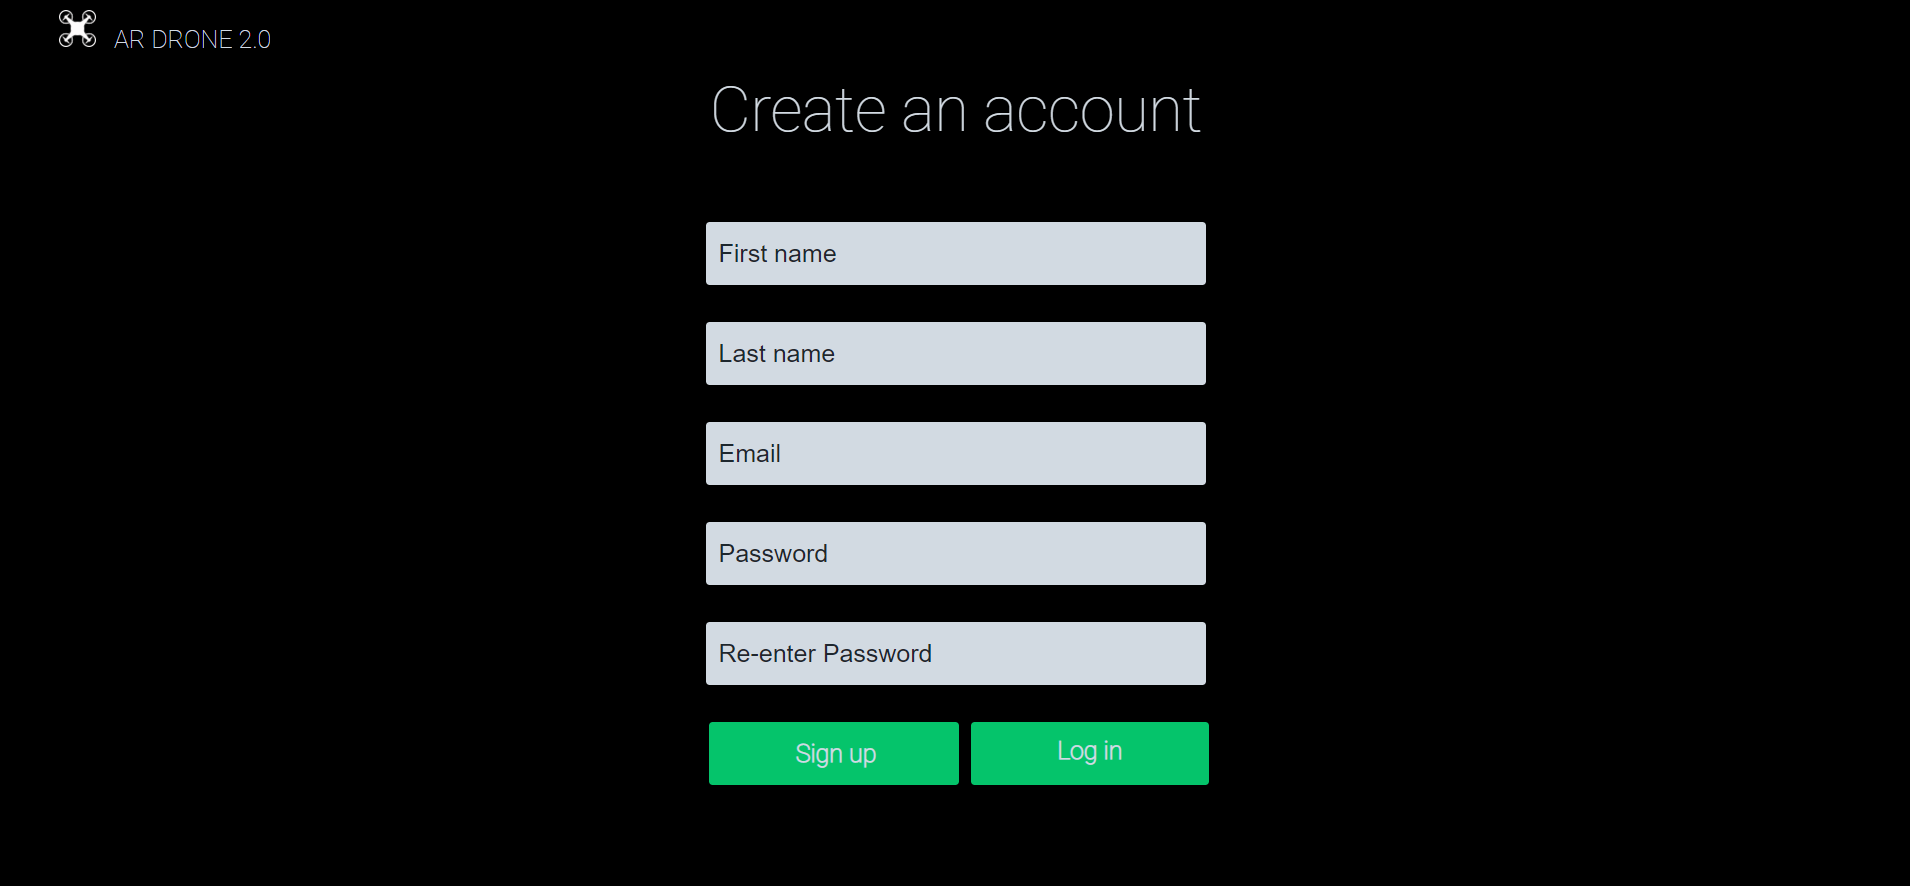 AR DRONE 2.0
Create an account
First name
Last name
Email
Password
Re-enter Password
Sign up
Log in